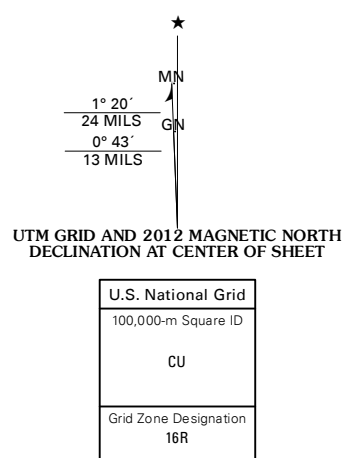 MN
1° 20´
24 MILS
GN
0° 43´
13 MILS
UTM GRID AND 2012 MAGNETIC NORTH
DECLINATION AT CENTER OF SHEET
U.S. National Grid
100,000-m Square ID
CU
Grid Zone Designation
16R